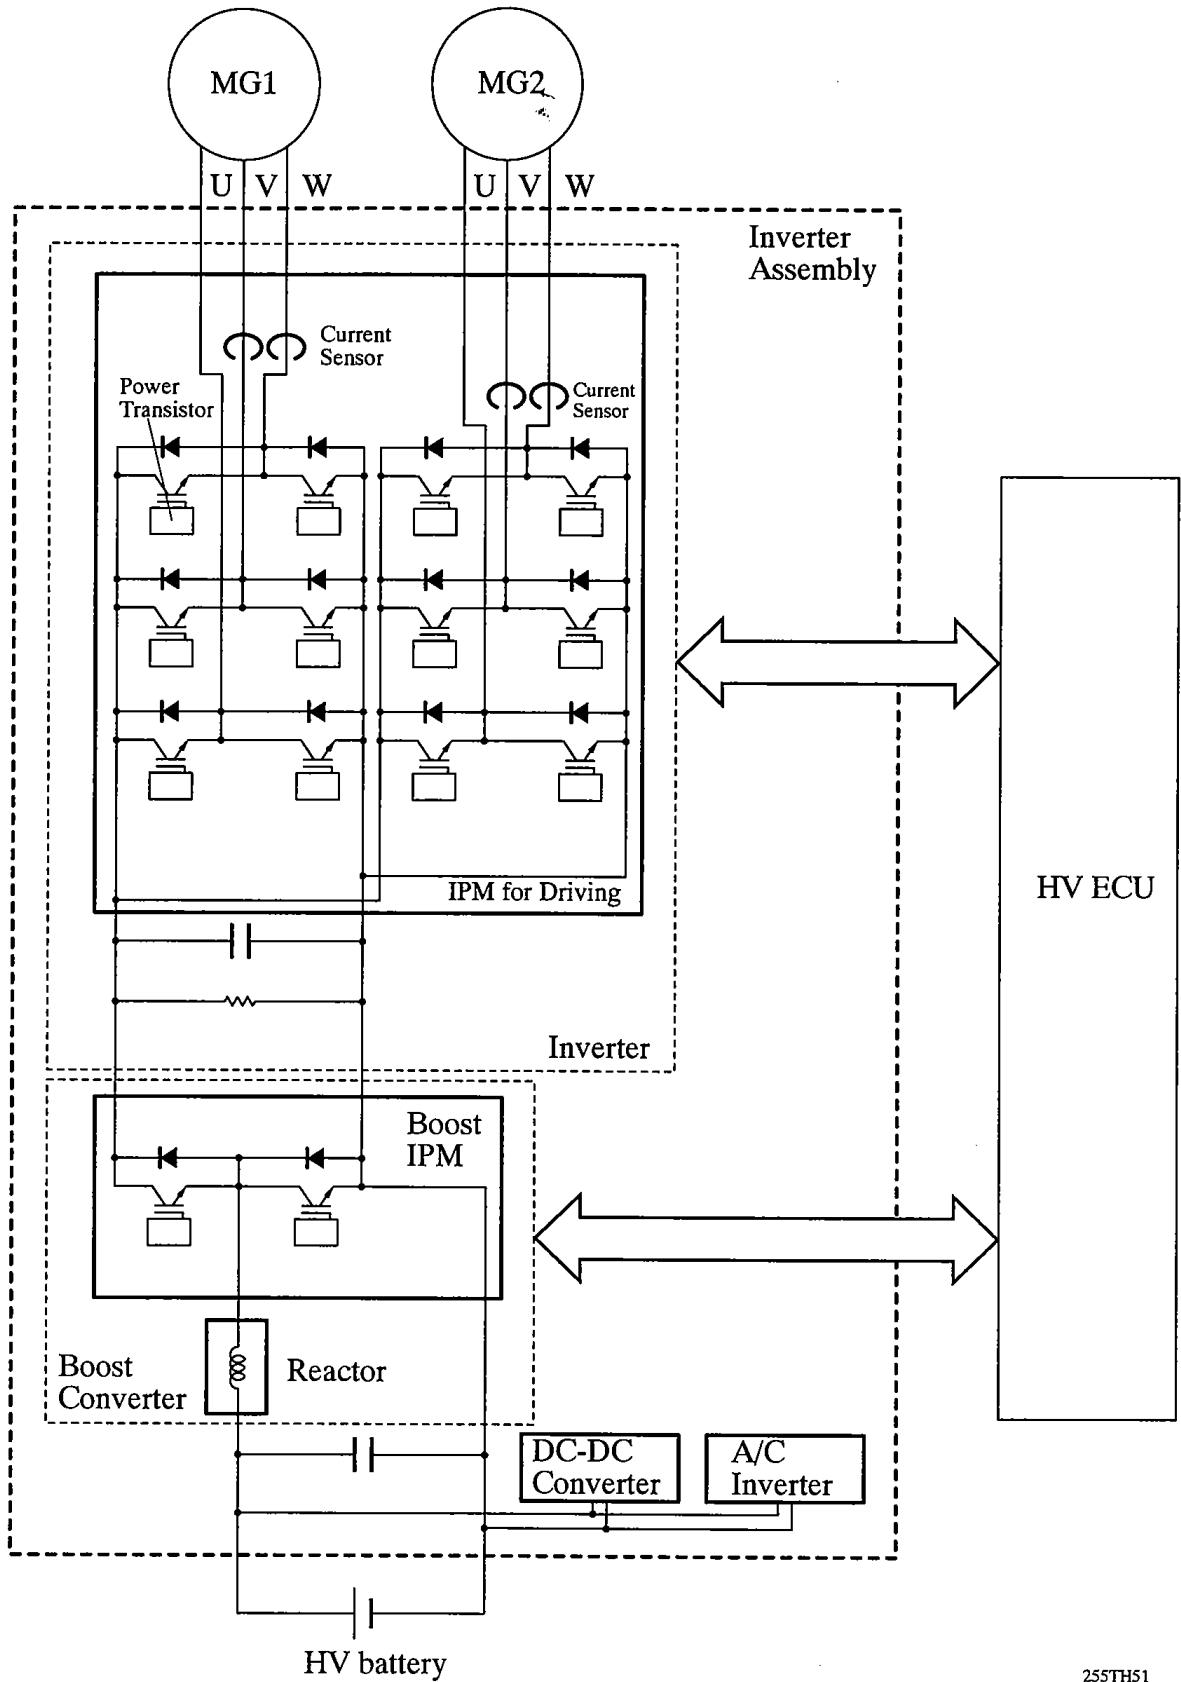 MG1
MG2
U V W
U V W
Inverter
Assembly
Current
Sensor
Power
Transistor
Current
Sensor
IPM for Driving
HV ECU
Inverter
Boost
IPM
Boost
Converter
Reactor
DC-DC
Converter
A/C
Inverter
HV battery
255TH51